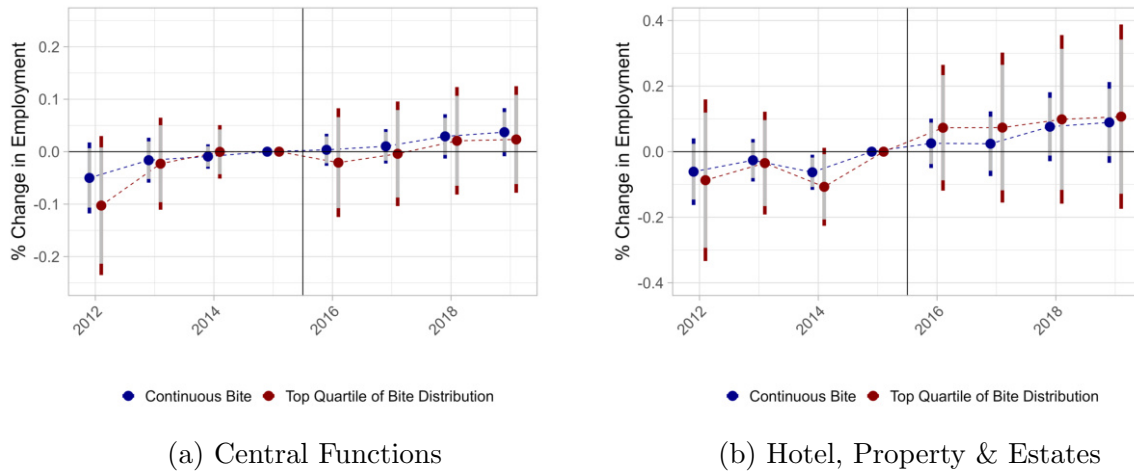 % Change in Employment
0.2
0.1
0.0
-0.1
-0.2
2012
2014
2016
2018
Continuous Bite
Top Quartile of Bite Distribution
(a) Central Functions
% Change in Employment
0.4
0.2
0.0
-0.2
-0.4
2012
2014
2016
2018
Continuous Bite
Top Quartile of Bite Distribution
(b) Hotel, Property & Estates